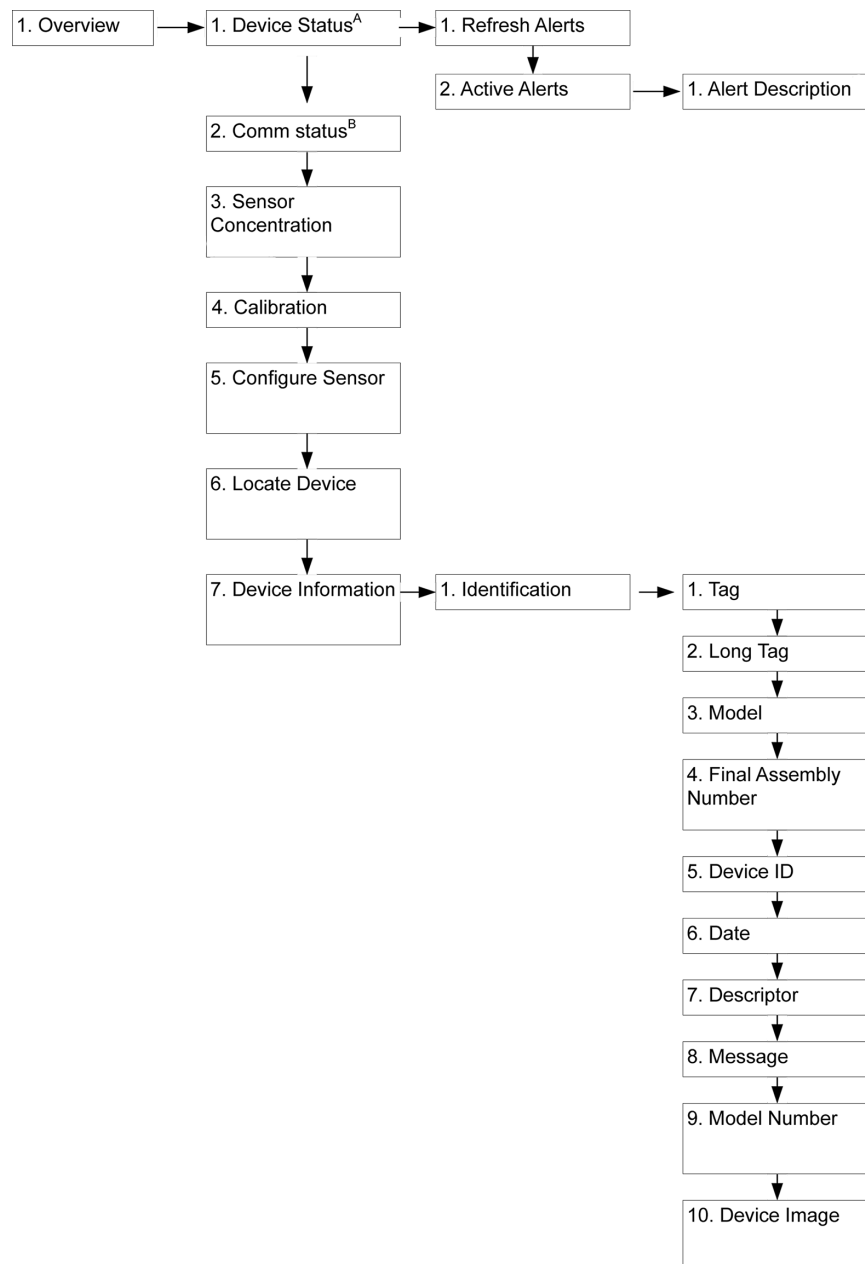 1. Overview
1. Device Status^A
1. Refresh Alerts
2. Active Alerts
1. Alert Description
2. Comm status^B
3. Sensor
Concentration
4. Calibration
5. Configure Sensor
6. Locate Device
7. Device Information
1. Identification
1. Tag
2. Long Tag
3. Model
4. Final Assembly
Number
5. Device ID
6. Date
7. Descriptor
8. Message
9. Model Number
10. Device Image